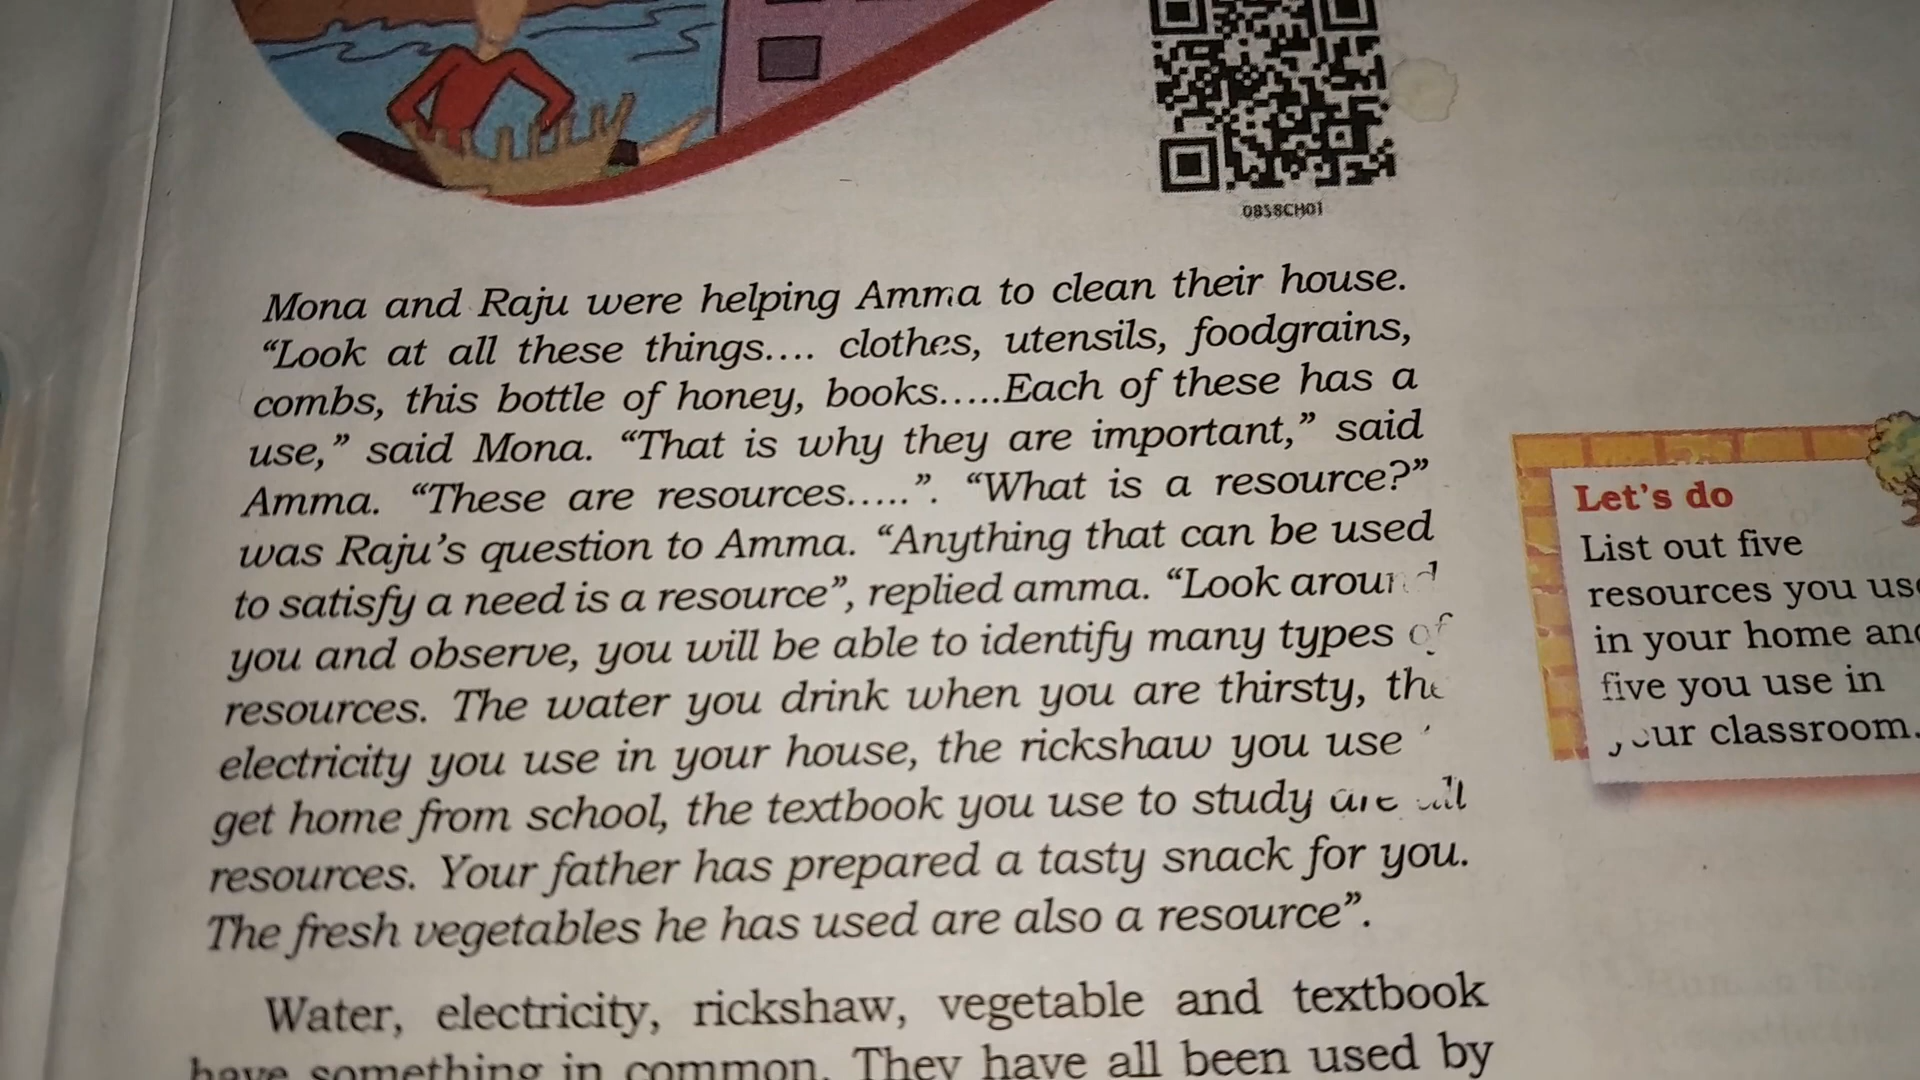 0858CH01
Mona and Raju were helping Amma to clean their house.
“Look at all these things.... clothes, utensils, foodgrains,
combs, this bottle of honey, books.....Each of these has a
use,” said Mona. “That is why they are important,” said
Amma. “These are resources.....”. “What is a resource?”
was Raju’s question to Amma. “Anything that can be used
to satisfy a need is a resource”, replied amma. “Look around
you and observe, you will be able to identify many types of
resources. The water you drink when you are thirsty, the
electricity you use in your house, the rickshaw you use
get home from school, the textbook you use to study are all
resources. Your father has prepared a tasty snack for you.
The fresh vegetables he has used are also a resource”.
Water, electricity, rickshaw, vegetable and textbook
have something in common. They have all been used by
Let’s do
List out five
resources you use
in your home and
five you use in
your classroom.